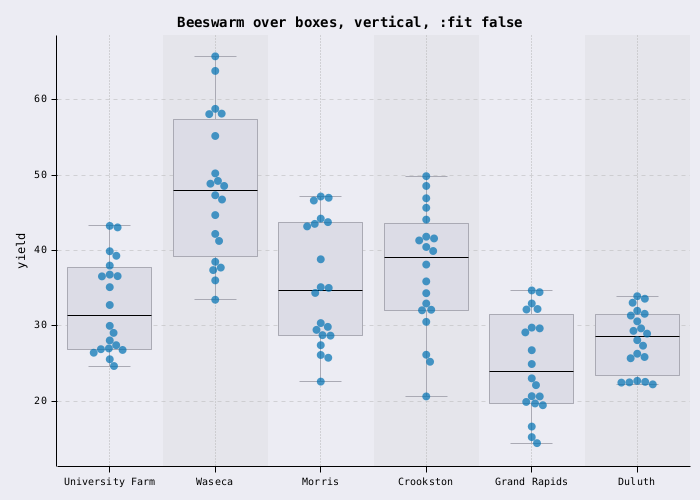 Beeswarm over boxes, vertical, :fit false
yield
60
50
40
30
20
University Farm
Waseca
Morris
Crookston
Grand Rapids
Duluth